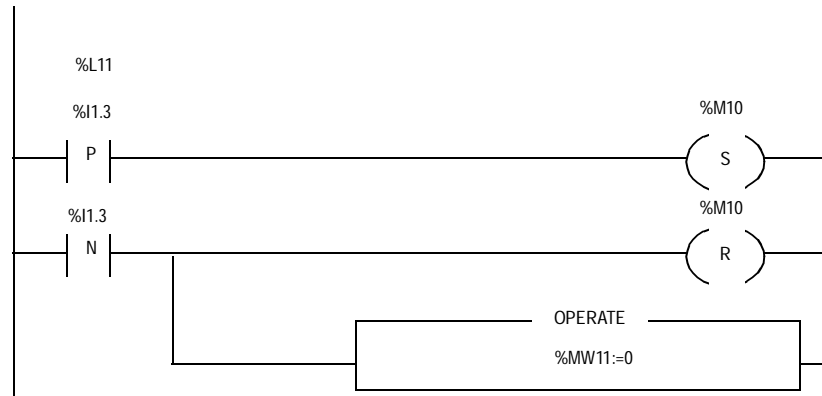 %L11
%I1.3 %M10
P S
%I1.3 %M10
N R
OPERATE
%MW11:=0